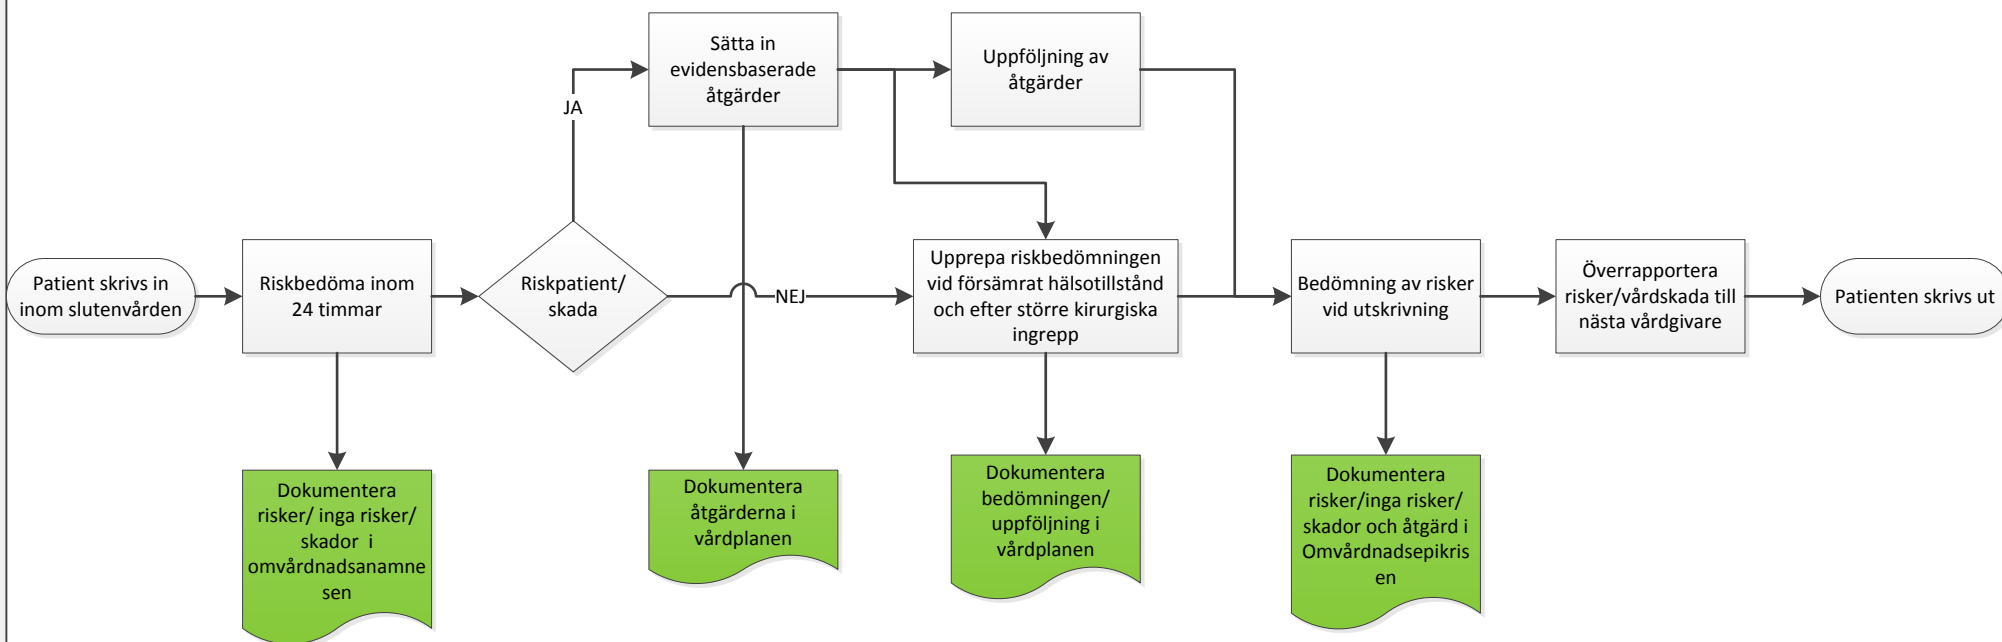 Sätta in
evidensbaserade
åtgärder
Uppföljning av
åtgärder
JA
Patient skrivs in
inom slutenvården
Riskbedöma inom
24 timmar
Riskpatient/
skada
NEJ
Upprepa riskbedömningen
vid försämrat hälsotillstånd
och efter större kirurgiska
ingrepp
Bedömning av risker
vid utskrivning
Överrapportera
risker/vårdskada till
nästa vårdgivare
Patienten skrivs ut
Dokumentera
risker/ inga risker/
skador i
omvårdnadsanamne
sen
Dokumentera
åtgärderna i
vårdplanen
Dokumentera
bedömningen/
uppföljning i
vårdplanen
Dokumentera
risker/inga risker/
skador och åtgärd i
Omvårdnadsepikris
en